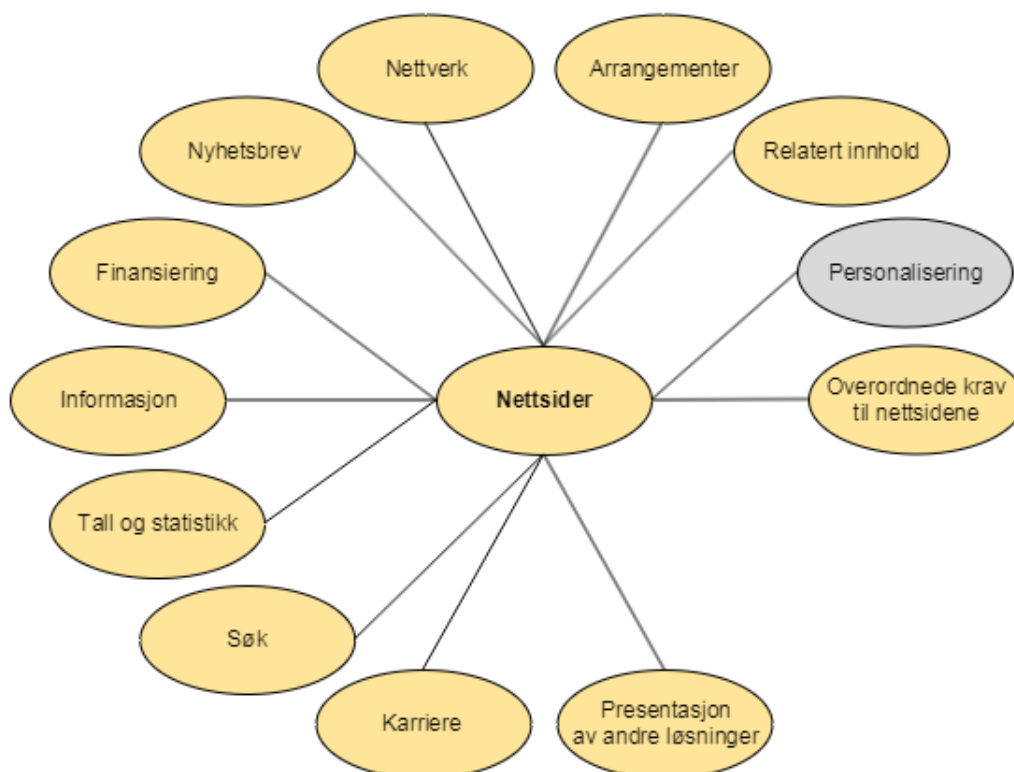 Nettverk
Arrangementer
Nyhetsbrev
Relatert innhold
Finansiering
Personalisering
Informasjon
Nettsider
Overordnede krav
til nettsidene
Tall og statistikk
Søk
Karriere
Presentasjon
av andre løsninger